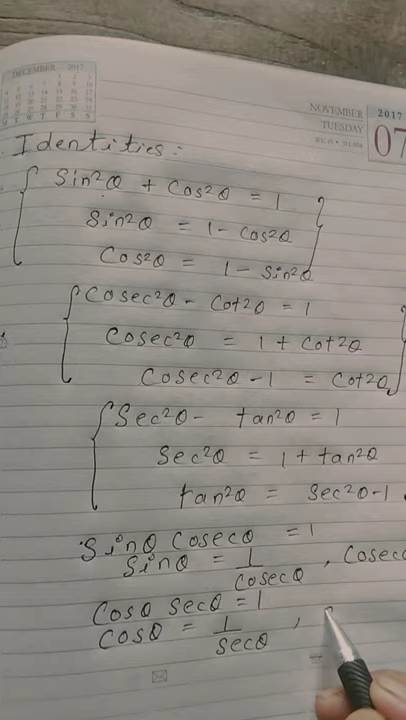 DECEMBER 2017
NOVEMBER 2017
TUESDAY 07
Identities:
Sin²θ + Cos²θ = 1
Sin²θ = 1 - Cos²θ
Cos²θ = 1 - Sin²θ
Cosec²θ - Cot²θ = 1
Cosec²θ = 1 + Cot²θ
Cosec²θ - 1 = Cot²θ
Sec²θ - tan²θ = 1
Sec²θ = 1 + tan²θ
tan²θ = Sec²θ - 1
Sinθ Cosecθ = 1
Sinθ = 1/Cosecθ , Cosec
Cosθ secθ = 1
Cosθ = 1/secθ ,